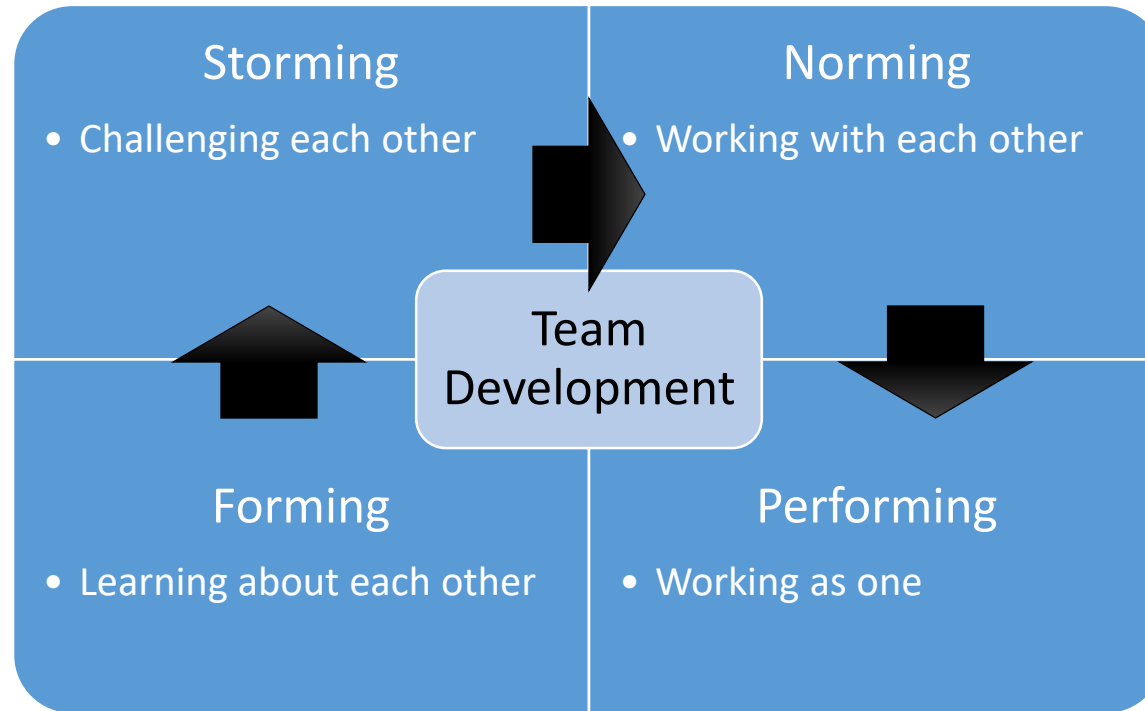 Storming
• Challenging each other
Norming
• Working with each other
Team
Development
Forming
• Learning about each other
Performing
• Working as one